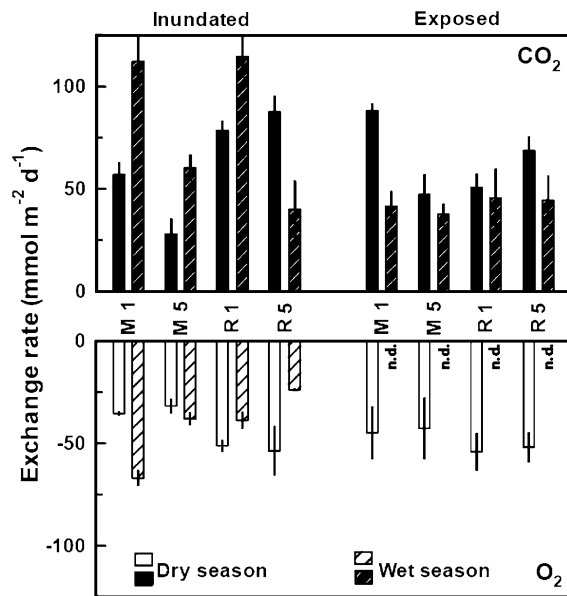 Inundated Exposed
CO2
100
50
0
M 1 M 5 R 1 R 5 M 1 M 5 R 1 R 5
0
n.d. n.d. n.d. n.d.
-50
-100
Exchange rate (mmol m-2 d-1)
Dry season Wet season
O2